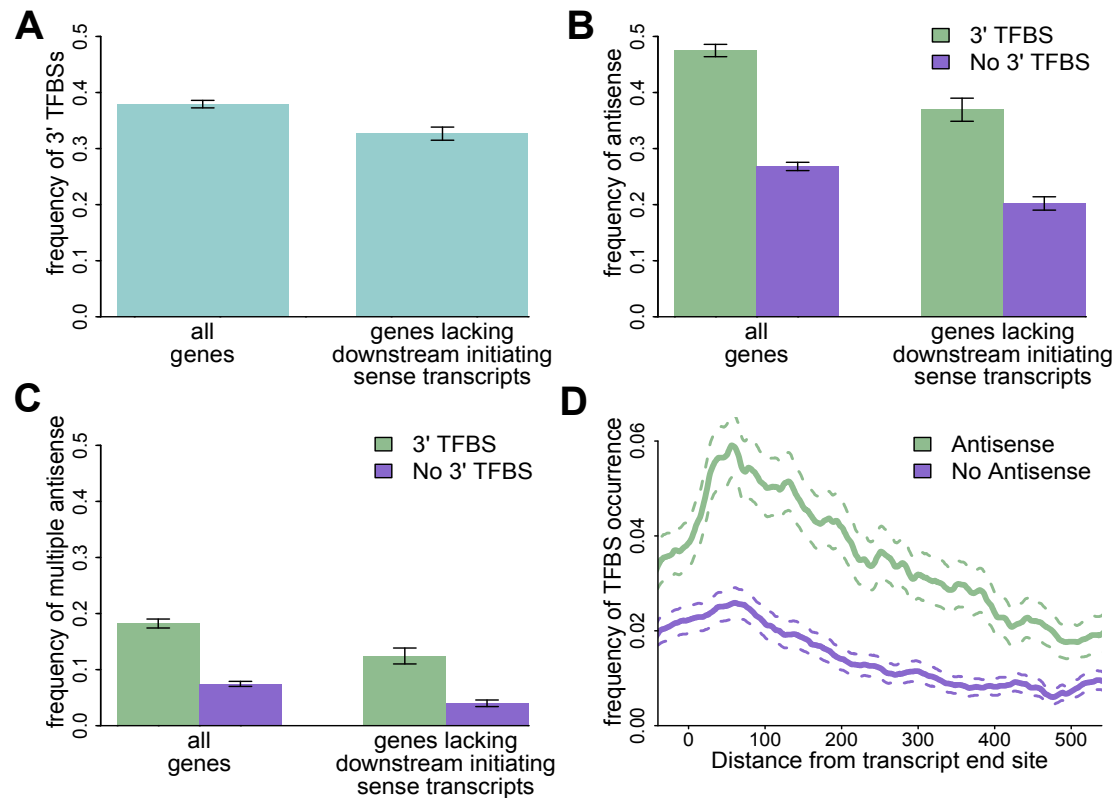 A
frequency of 3' TFBSs
0.0 0.1 0.2 0.3 0.4 0.5
all
genes
genes lacking
downstream initiating
sense transcripts
B
frequency of antisense
0.0 0.1 0.2 0.3 0.4 0.5
3' TFBS
No 3' TFBS
all
genes
genes lacking
downstream initiating
sense transcripts
C
frequency of multiple antisense
0.0 0.1 0.2 0.3 0.4 0.5
3' TFBS
No 3' TFBS
all
genes
genes lacking
downstream initiating
sense transcripts
D
frequency of TFBS occurrence
0.00 0.02 0.04 0.06
Antisense
No Antisense
0 100 200 300 400 500
Distance from transcript end site